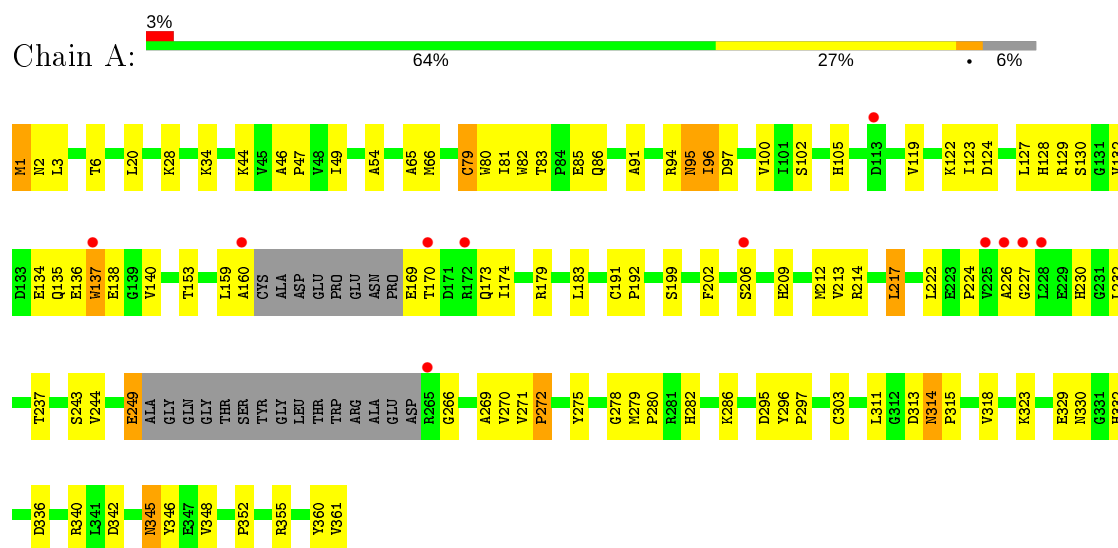 3%
Chain A:
64% 27% • 6%
M1 N2 L3 T6 L20 K28 K34 K44 V45 A46 P47 V48 I49 A54 A65 M66 C79 W80 I81 W82 T83 P84 E85 Q86 A91 R94 N95 I96 D97 V100 I101 S102 H105 D113 V119 K122 I123 D124 L127 H128 R129 S130 G131 V132
D133 E134 Q135 E136 W137 E138 G139 V140 T153 L159 A160 CYS ALA ASP GLU PRO GLU ASN PRO E169 T170 D171 R172 Q173 I174 R179 L183 C191 P192 S199 F202 S206 H209 M212 V213 R214 L217 L222 E223 P224 V225 A226 G227 L228 E229 H230 G231 L232
T237 S243 V244 E249 ALA GLY GLN GLY THR SER TYR GLY LEU THR TRP ARG ALA GLU ASP R265 G266 A269 V270 V271 P272 Y275 G278 M279 P280 R281 H282 K286 D295 Y296 P297 C303 L311 G312 D313 N314 P315 V318 K323 E329 N330 G331 H332
D336 R340 L341 D342 N345 Y346 E347 V348 P352 R355 Y360 V361